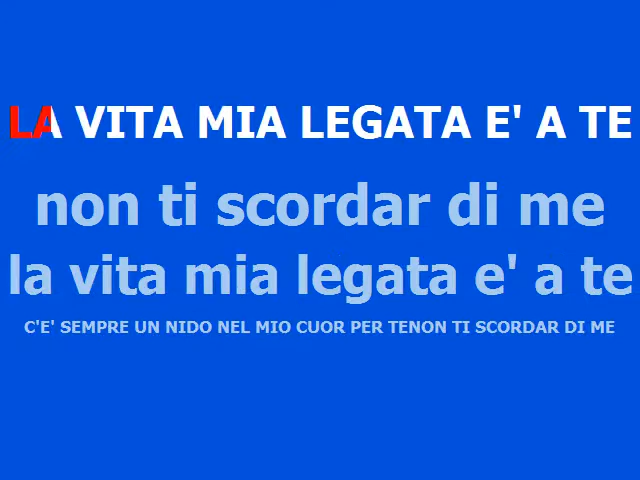 LA VITA MIA LEGATA E' A TE
non ti scordar di me
la vita mia legata e' a te
C'E' SEMPRE UN NIDO NEL MIO CUOR PER TENON TI SCORDAR DI ME